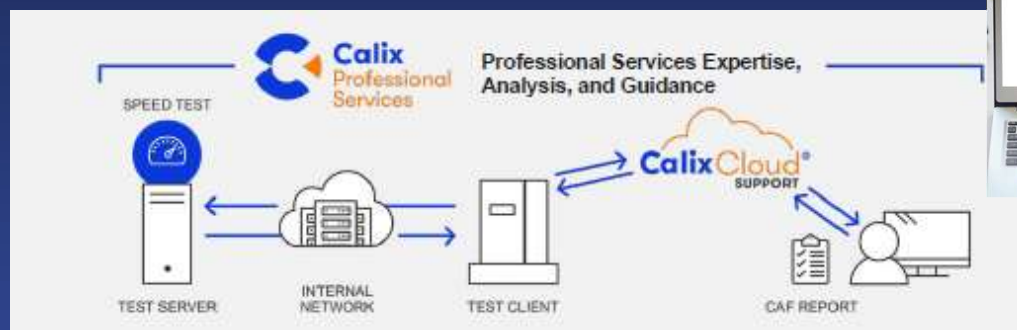 Calix
Professional
Services
Professional Services Expertise,
Analysis, and Guidance
SPEED TEST
CalixCloud®
SUPPORT
TEST SERVER
INTERNAL
NETWORK
TEST CLIENT
CAF REPORT